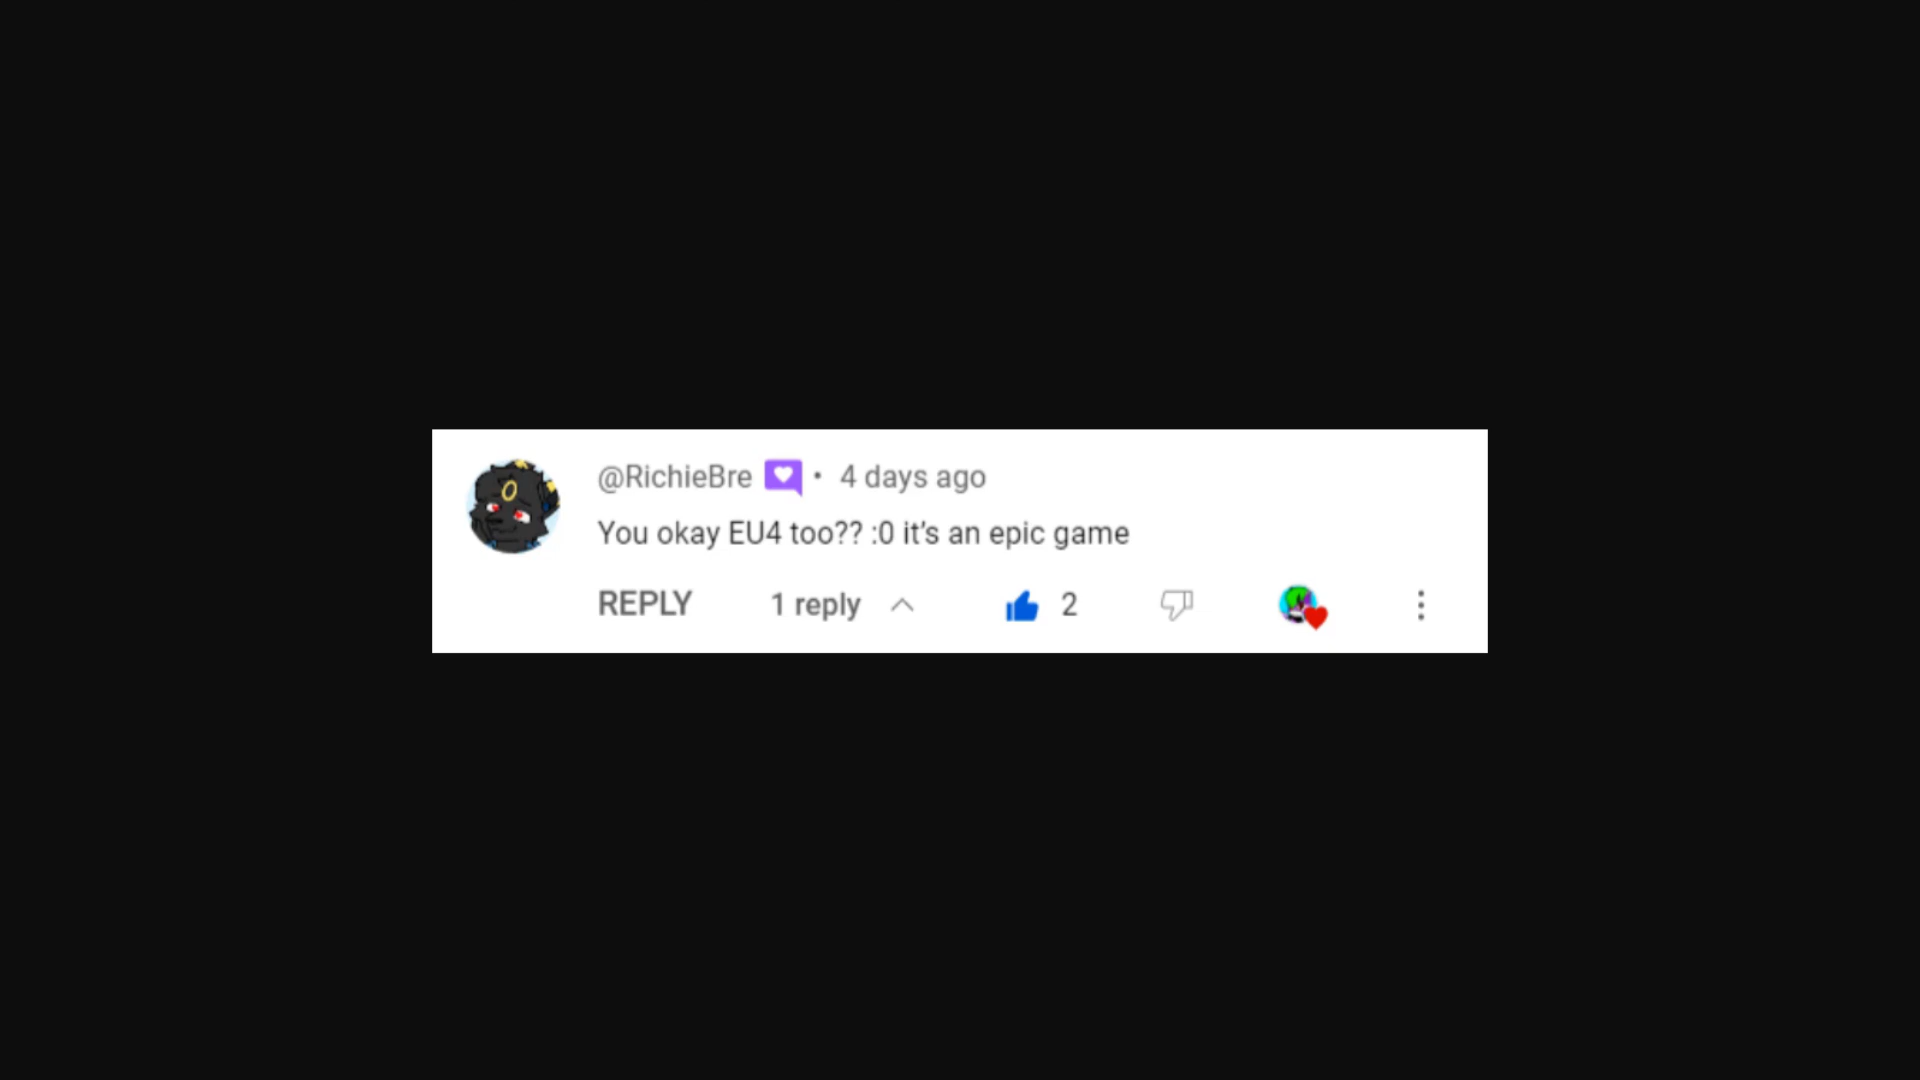 @RichieBre • 4 days ago
You okay EU4 too?? :0 it's an epic game
REPLY 1 reply 2